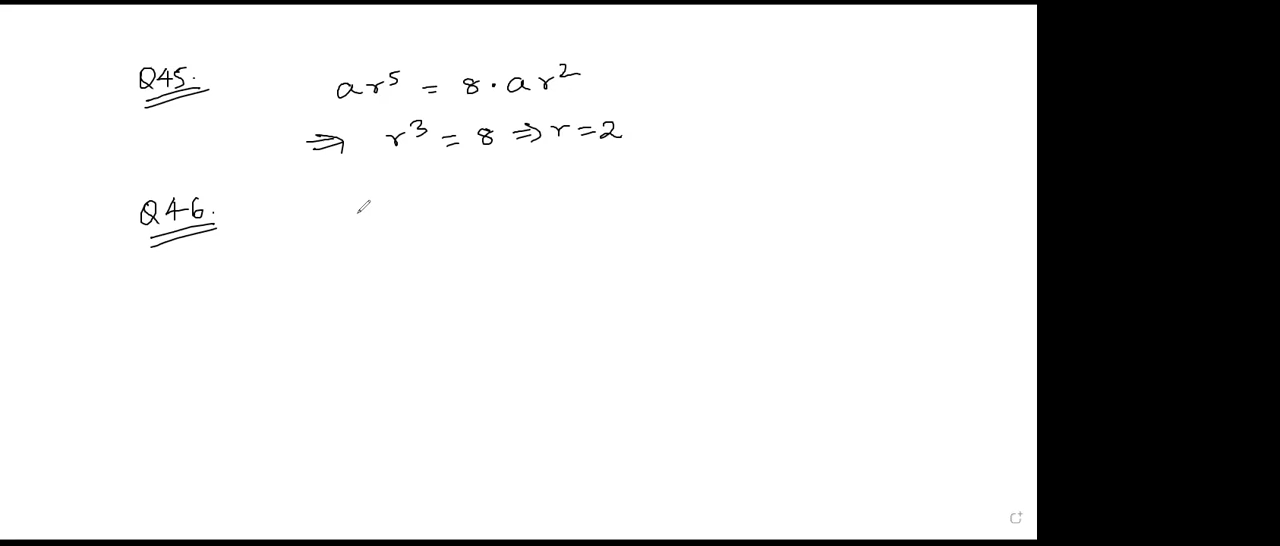 Q45. ar⁵ = 8·ar²
⇒ r³ = 8 ⇒ r = 2
Q46.